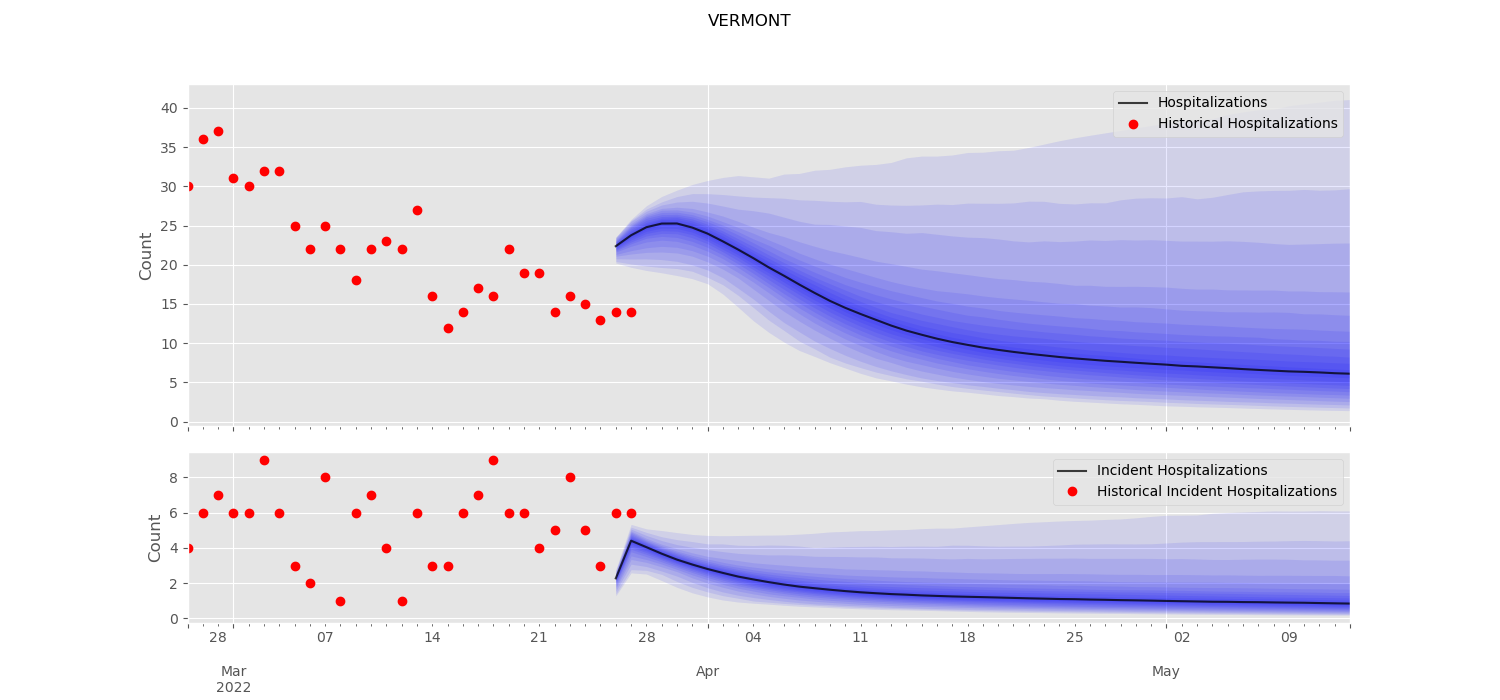 VERMONT
Hospitalizations
Historical Hospitalizations
40
35
30
25
20
15
10
5
0
Count
Incident Hospitalizations
Historical Incident Hospitalizations
8
6
4
2
0
Count
28 07 14 21 28 04 11 18 25 02 09
Mar Apr May
2022